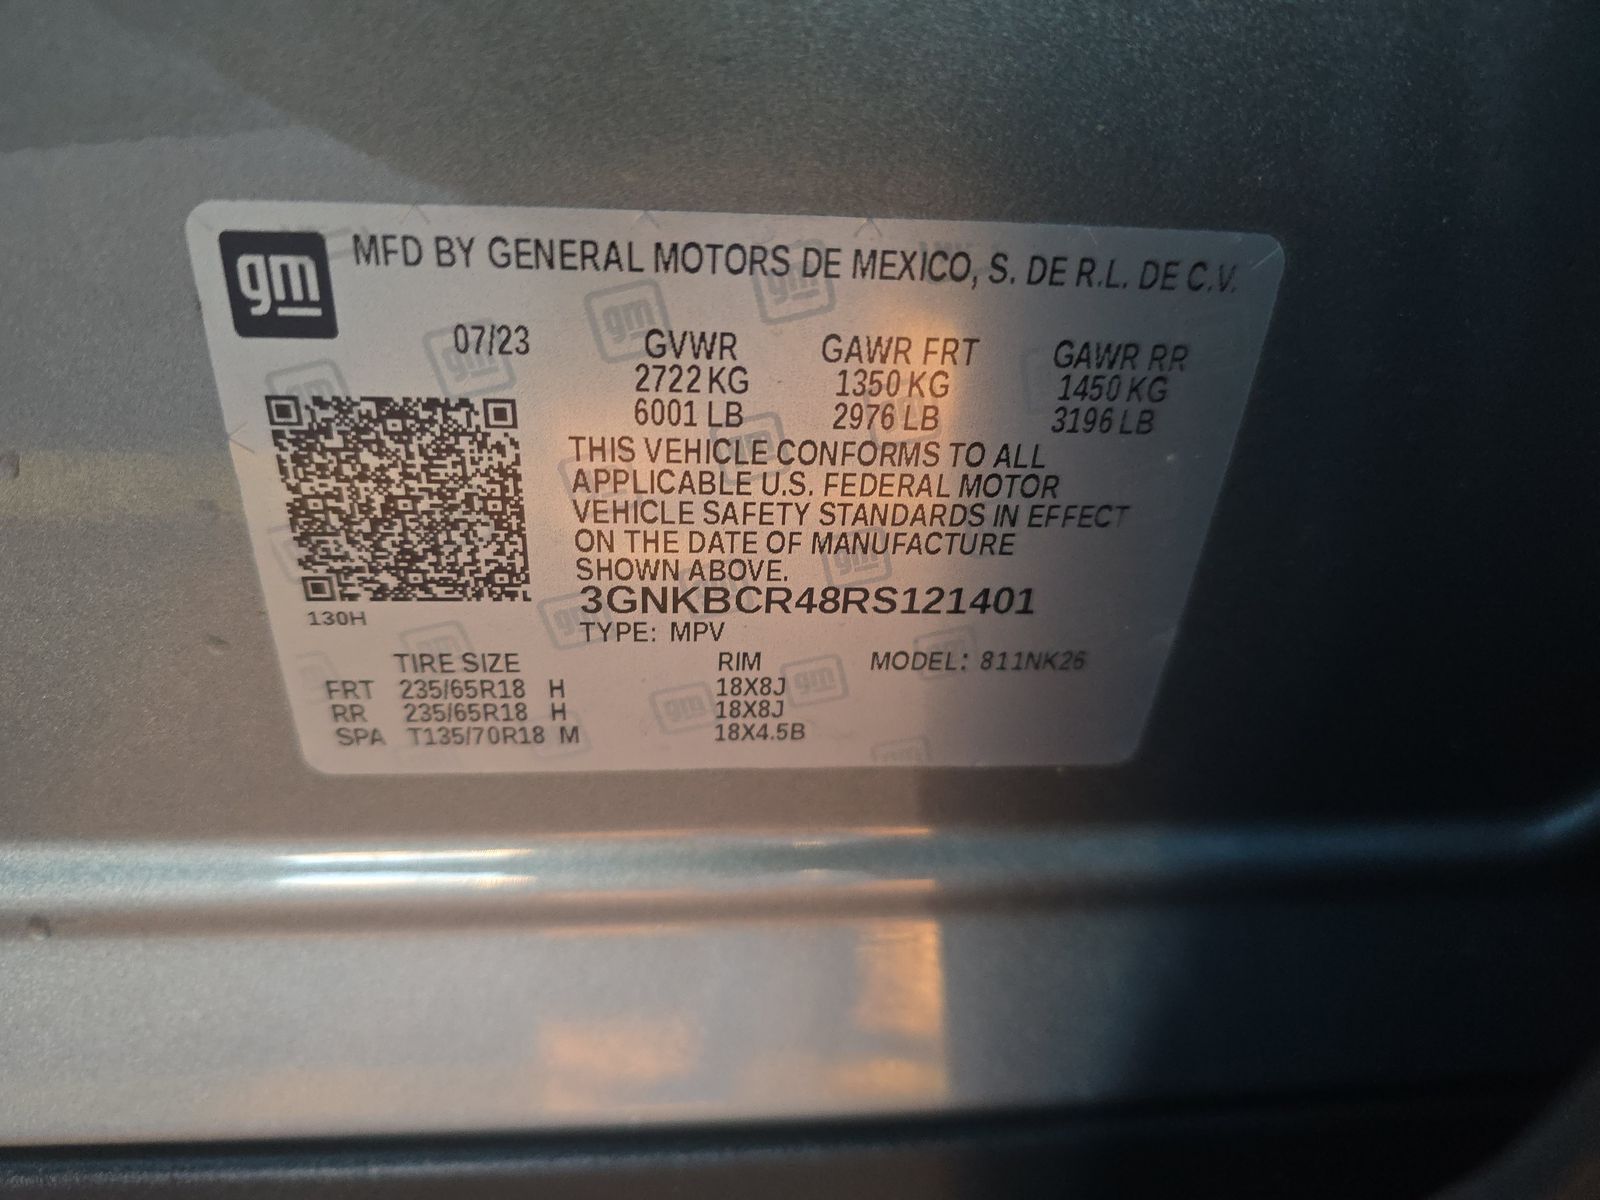 gm
MFD BY GENERAL MOTORS DE MEXICO, S. DE R.L. DE C.V.
07/23 GVWR GAWR FRT GAWR RR
2722 KG 1350 KG 1450 KG
6001 LB 2976 LB 3196 LB
THIS VEHICLE CONFORMS TO ALL
APPLICABLE U.S. FEDERAL MOTOR
VEHICLE SAFETY STANDARDS IN EFFECT
ON THE DATE OF MANUFACTURE
SHOWN ABOVE.
3GNKBCR48RS121401
130H
TYPE: MPV
TIRE SIZE RIM MODEL: 811NK26
FRT 235/65R18 H 18X8J
RR 235/65R18 H 18X8J
SPA T135/70R18 M 18X4.5B